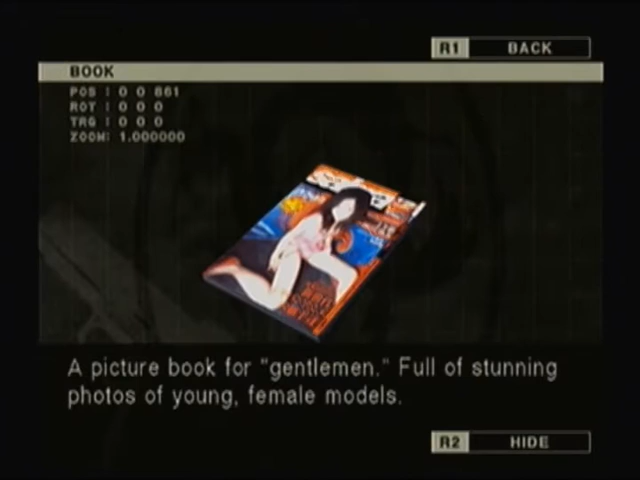 R1 BACK
BOOK
POS : 0 0 861
ROT : 0 0 0
TRG : 0 0 0
ZOOM: 1.000000
A picture book for "gentlemen." Full of stunning
photos of young, female models.
R2 HIDE